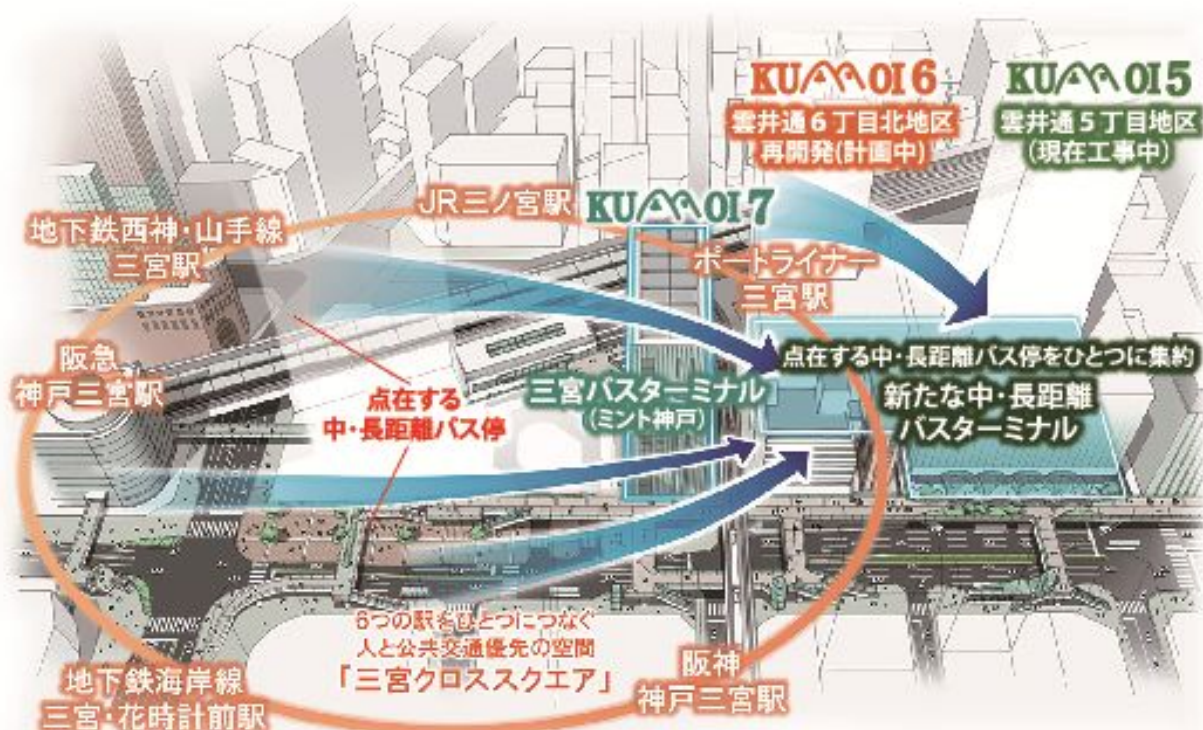 KUMOI 6
雲井通6丁目北地区
再開発(計画中)
KUMOI 5
雲井通5丁目地区
(現在工事中)
JR三ノ宮駅
KUMOI 7
地下鉄西神・山手線
三宮駅
ポートライナー
三宮駅
阪急
神戸三宮駅
点在する
中・長距離バス停
三宮バスターミナル
(ミント神戸)
点在する中・長距離バス停をひとつに集約
新たな中・長距離
バスターミナル
6つの駅をひとつにつなぐ
人と公共交通優先の空間
「三宮クロススクエア」
地下鉄海岸線
三宮・花時計前駅
阪神
神戸三宮駅